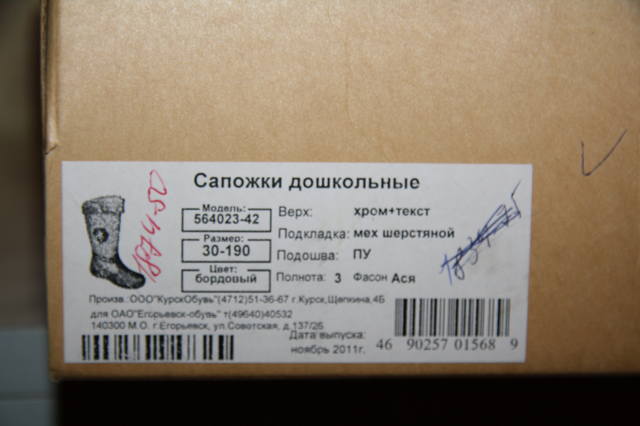 Сапожки дошкольные
Модель:
564023-42
Размер:
30-190
Цвет:
бордовый
Верх: хром+текст
Подкладка: мех шерстяной
Подошва: ПУ
Полнота: 3 Фасон Ася
Произв. ООО"КурскОбувь"(4712)51-36-67 г.Курск,Щепкина,4Б
для ОАО"Егорьевск-обувь" т(49640)40532
140300 М.О. г.Егорьевск, ул.Советская, д.137/26
Дата выпуска:
ноябрь 2011г.
46 90257 01568 9